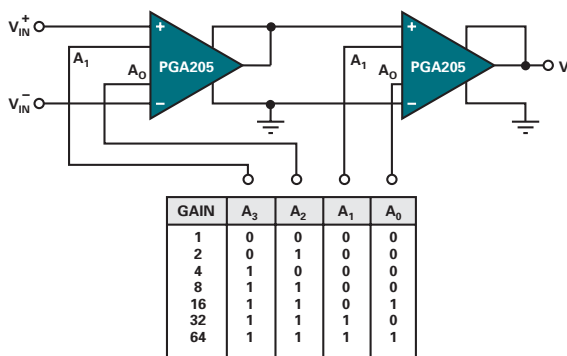 V+IN
A1
AO
PGA205
V−IN
A1
AO
PGA205
V
GAIN A3 A2 A1 A0
1 0 0 0 0
2 0 1 0 0
4 1 0 0 0
8 1 1 0 0
16 1 1 0 1
32 1 1 1 0
64 1 1 1 1